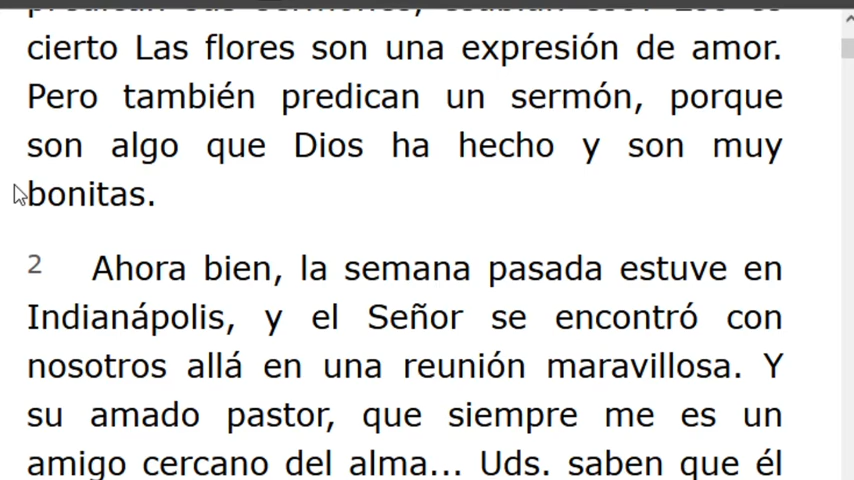 cierto Las flores son una expresión de amor.
Pero también predican un sermón, porque
son algo que Dios ha hecho y son muy
bonitas.
2 Ahora bien, la semana pasada estuve en
Indianápolis, y el Señor se encontró con
nosotros allá en una reunión maravillosa. Y
su amado pastor, que siempre me es un
amigo cercano del alma... Uds. saben que él